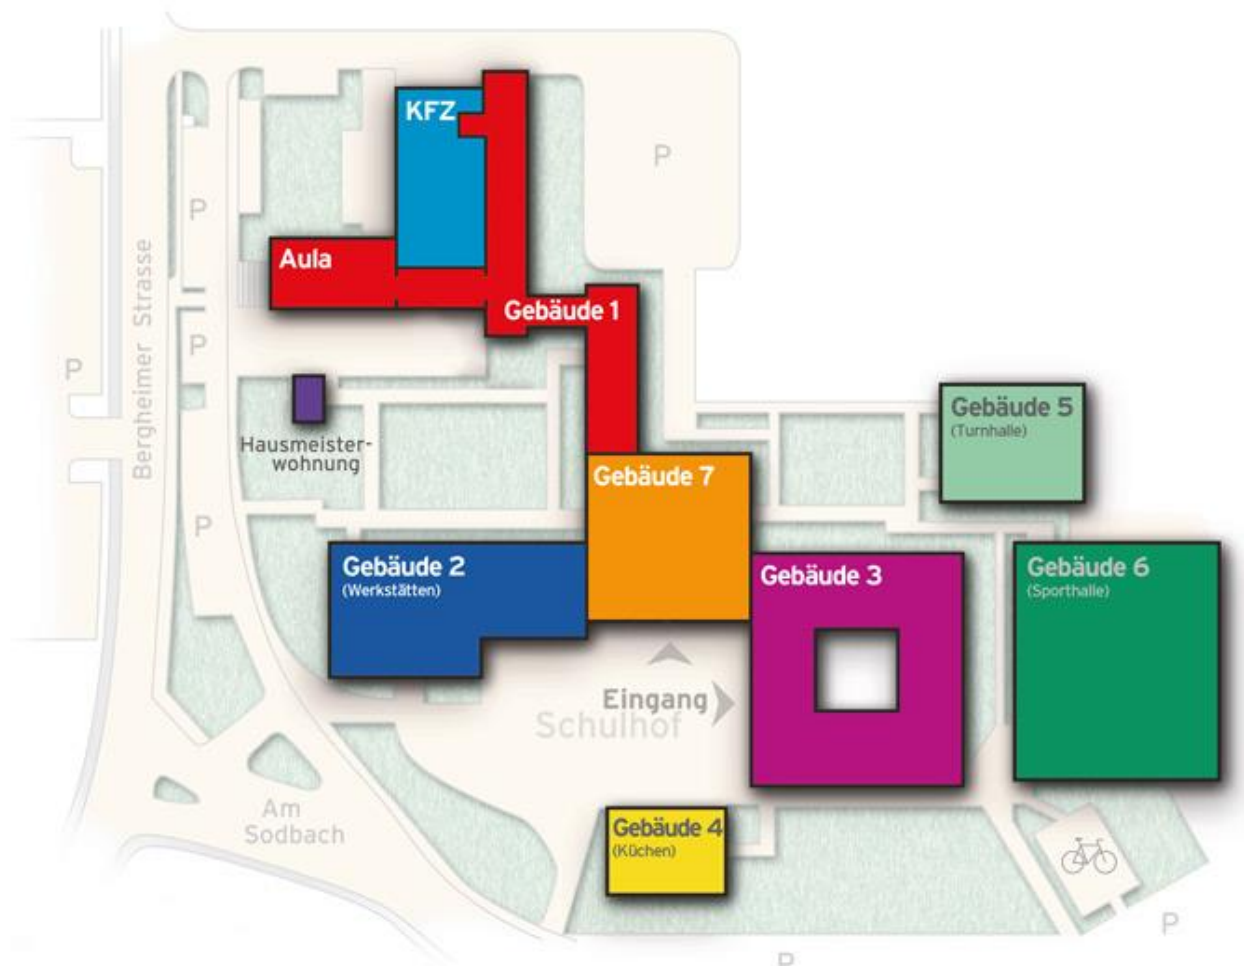 KFZ
P
P
Aula
Bergheimer Strasse
Gebäude 1
P
P
Hausmeister-
wohnung
Gebäude 5
(Turnhalle)
Gebäude 7
P
Gebäude 2
(Werkstätten)
Gebäude 3
Gebäude 6
(Sporthalle)
Eingang
Schulhof
Am
Sodbach
Gebäude 4
(Küchen)
P
P